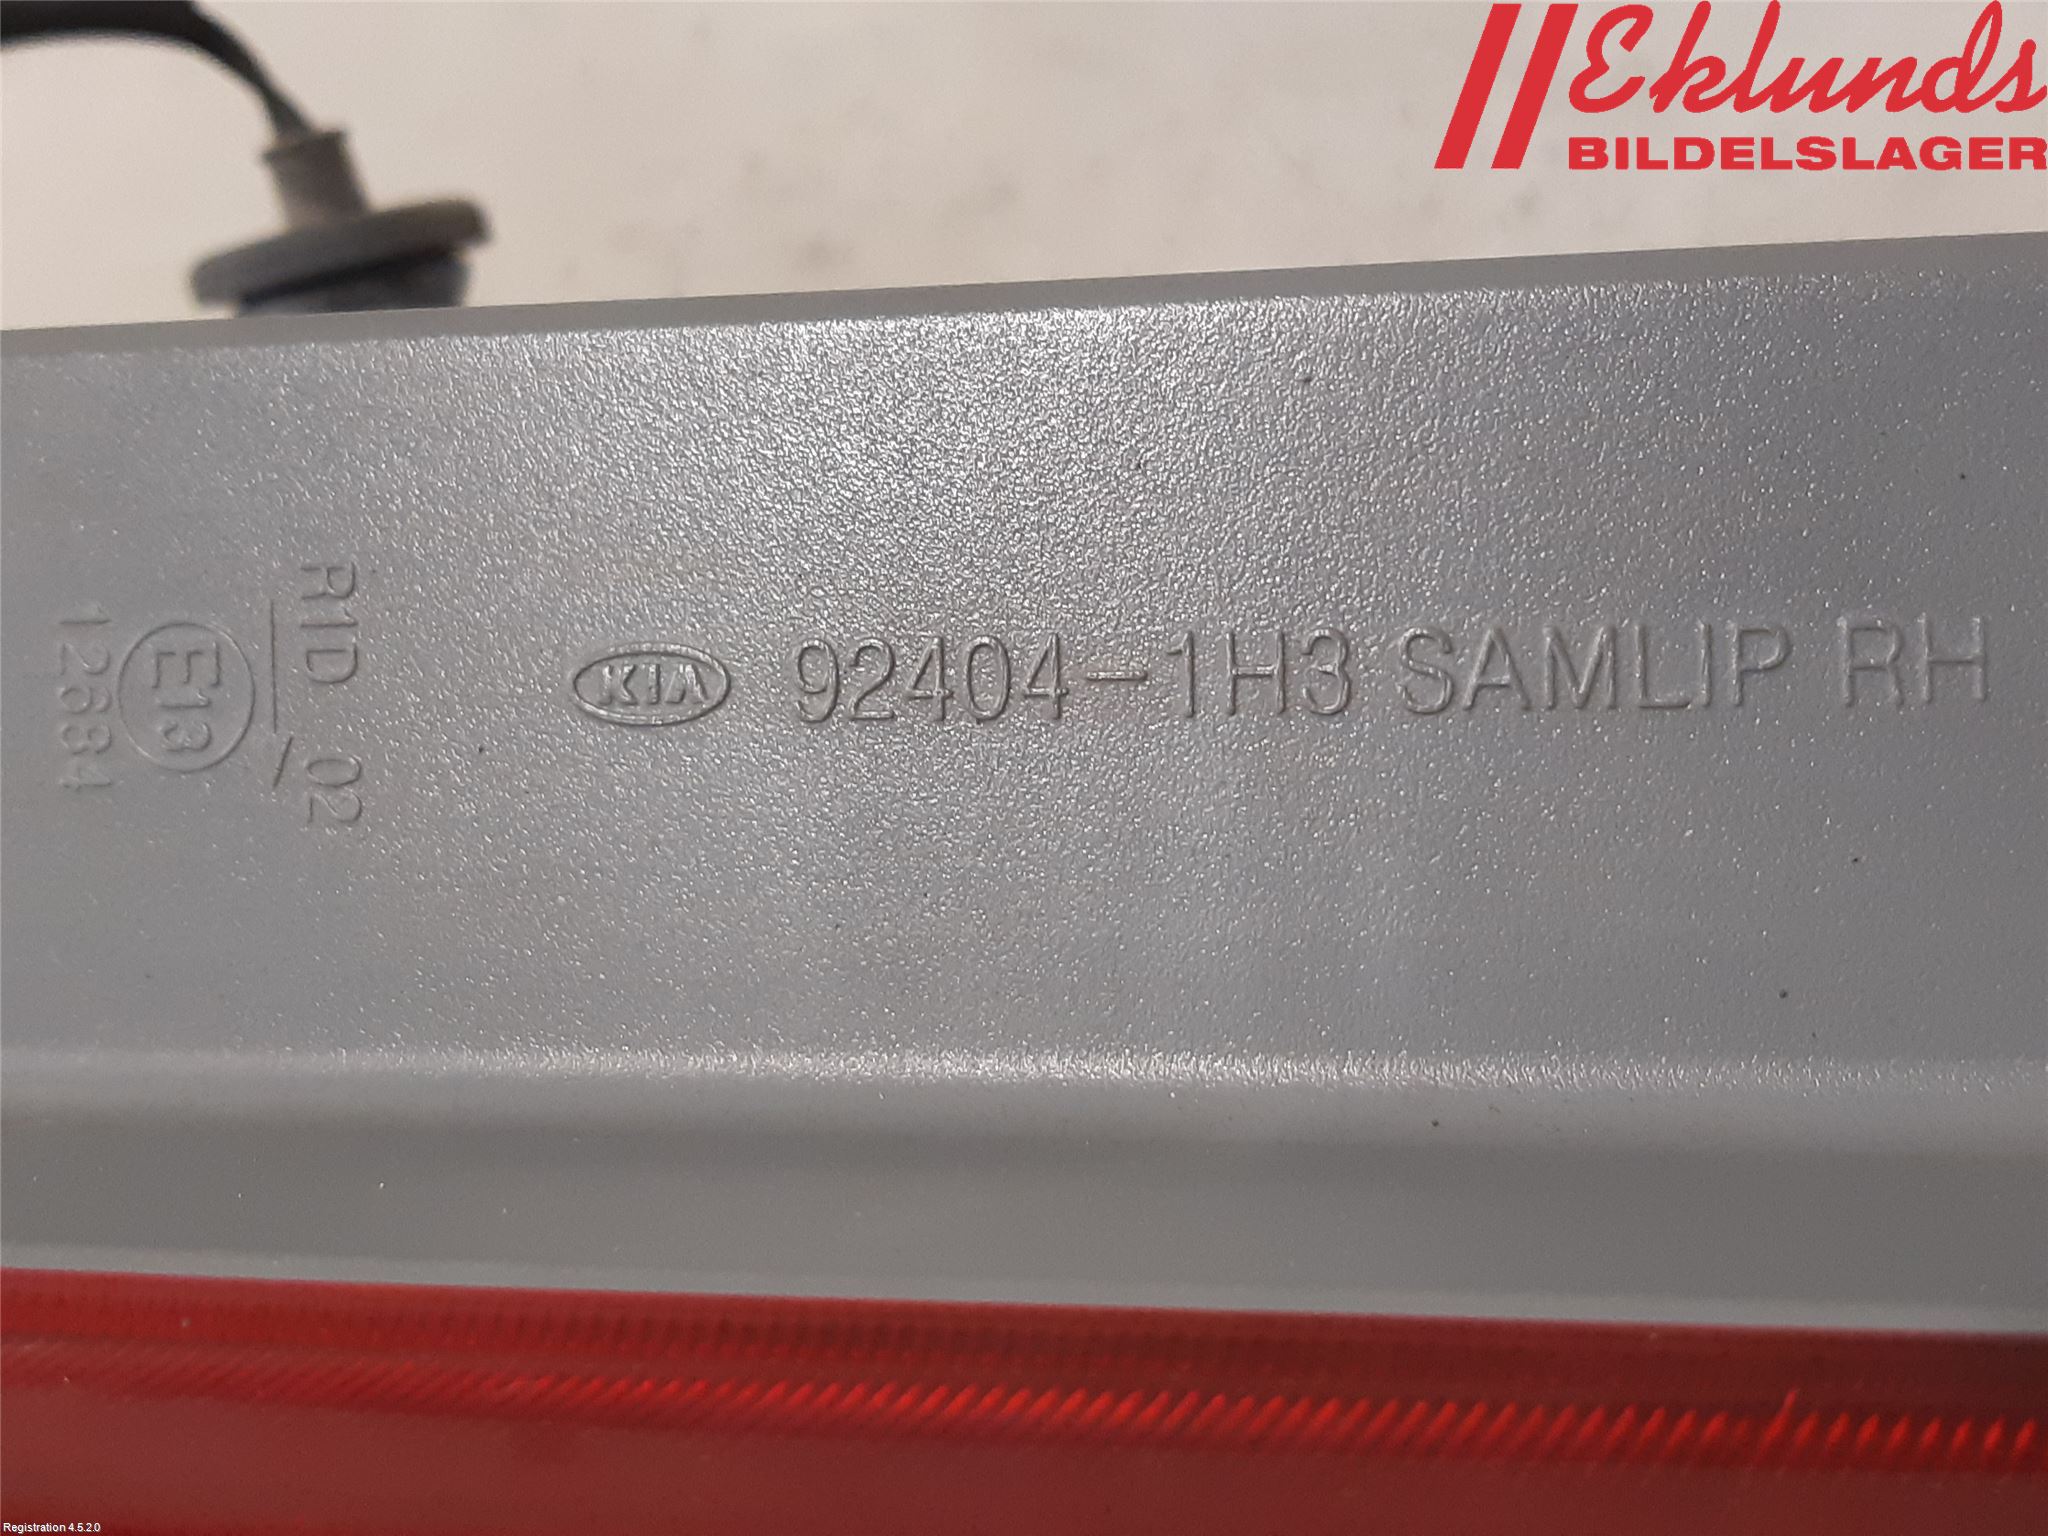 Eklunds
BILDELSLAGER
KIA 92404-1H3 SAMLIP RH
R1D 02
E13
12684
Registration 4.5.2.0